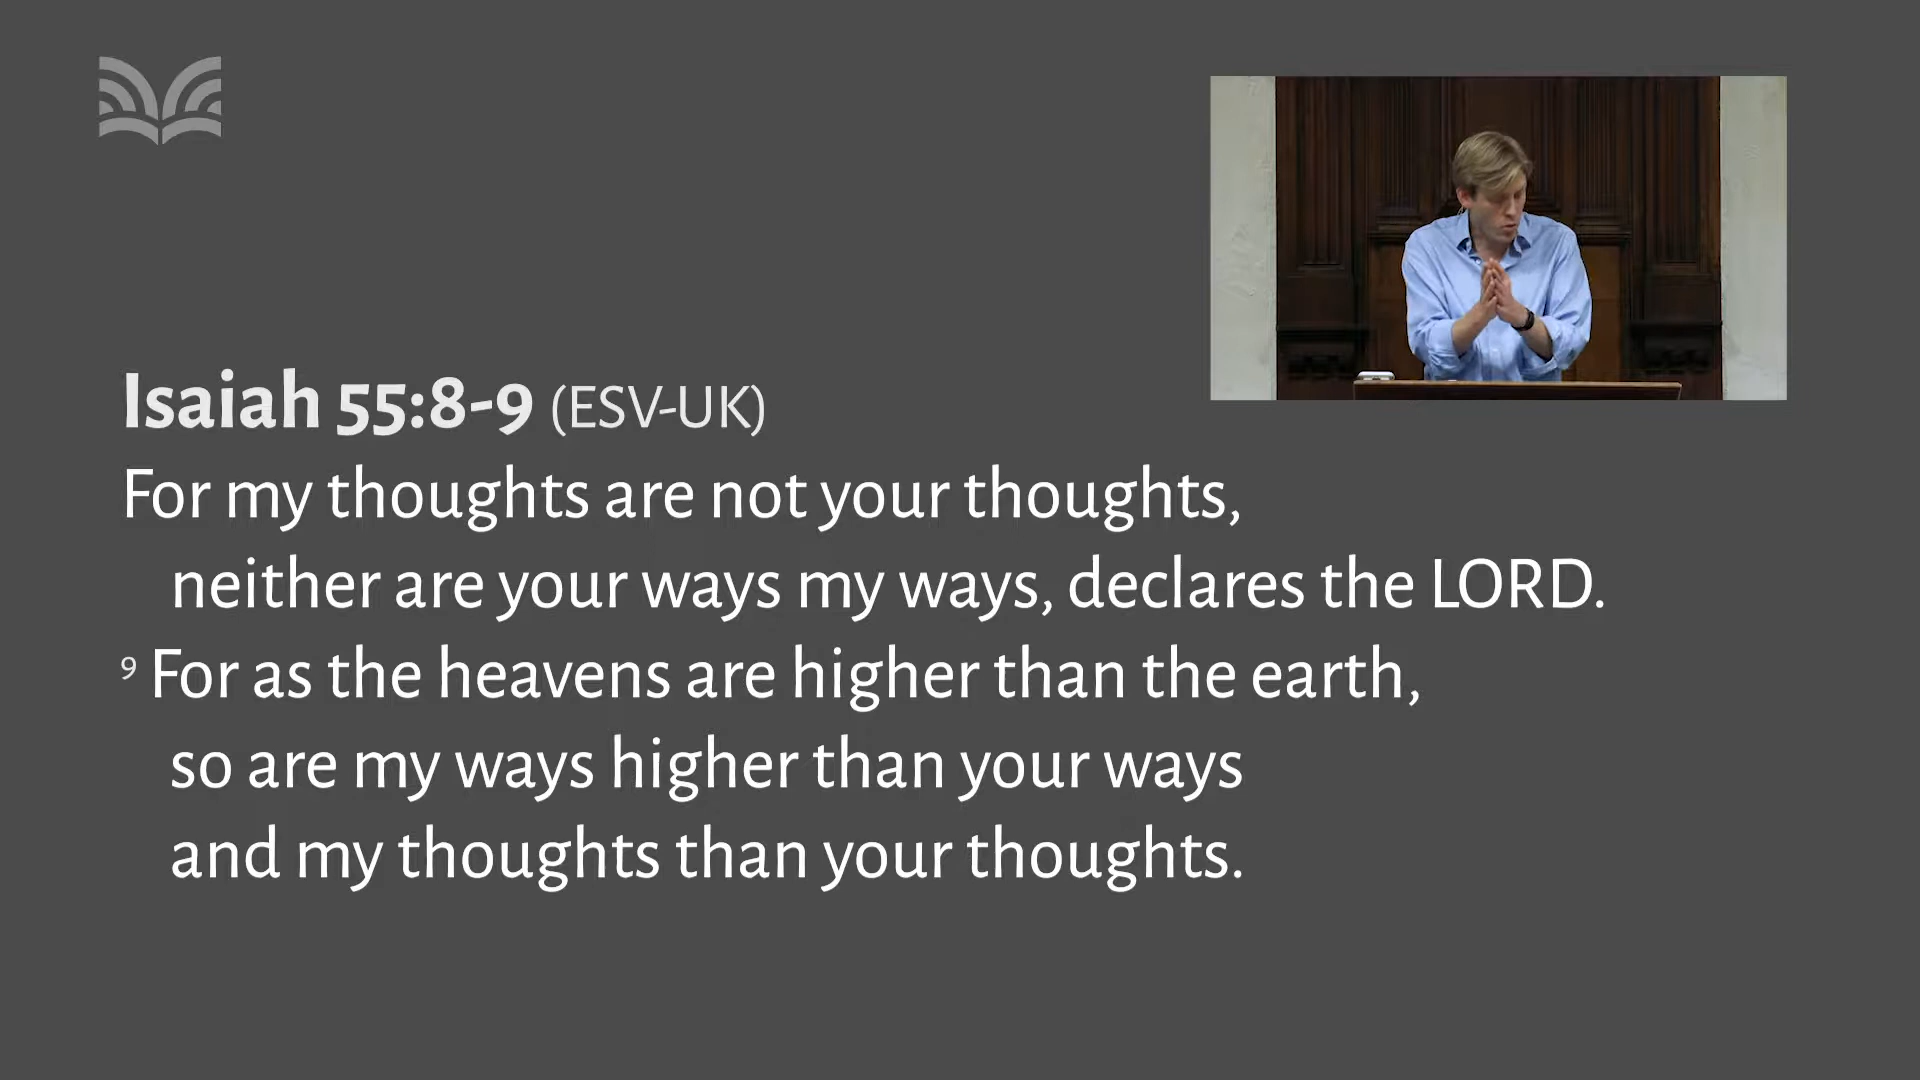 Isaiah 55:8-9 (ESV-UK)
For my thoughts are not your thoughts,
neither are your ways my ways, declares the LORD.
9 For as the heavens are higher than the earth,
so are my ways higher than your ways
and my thoughts than your thoughts.